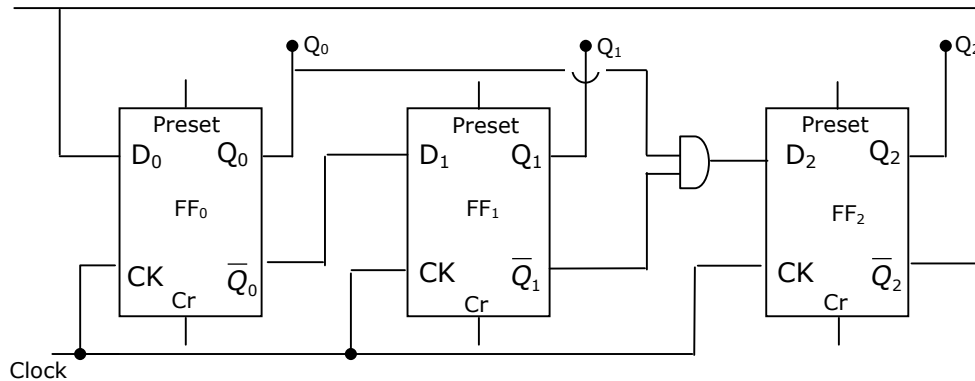 Q₀ Q₁ Q₂
Preset Preset Preset
D₀ Q₀ D₁ Q₁ D₂ Q₂
FF₀ FF₁ FF₂
CK Q̅₀ CK Q̅₁ CK Q̅₂
Cr Cr Cr
Clock